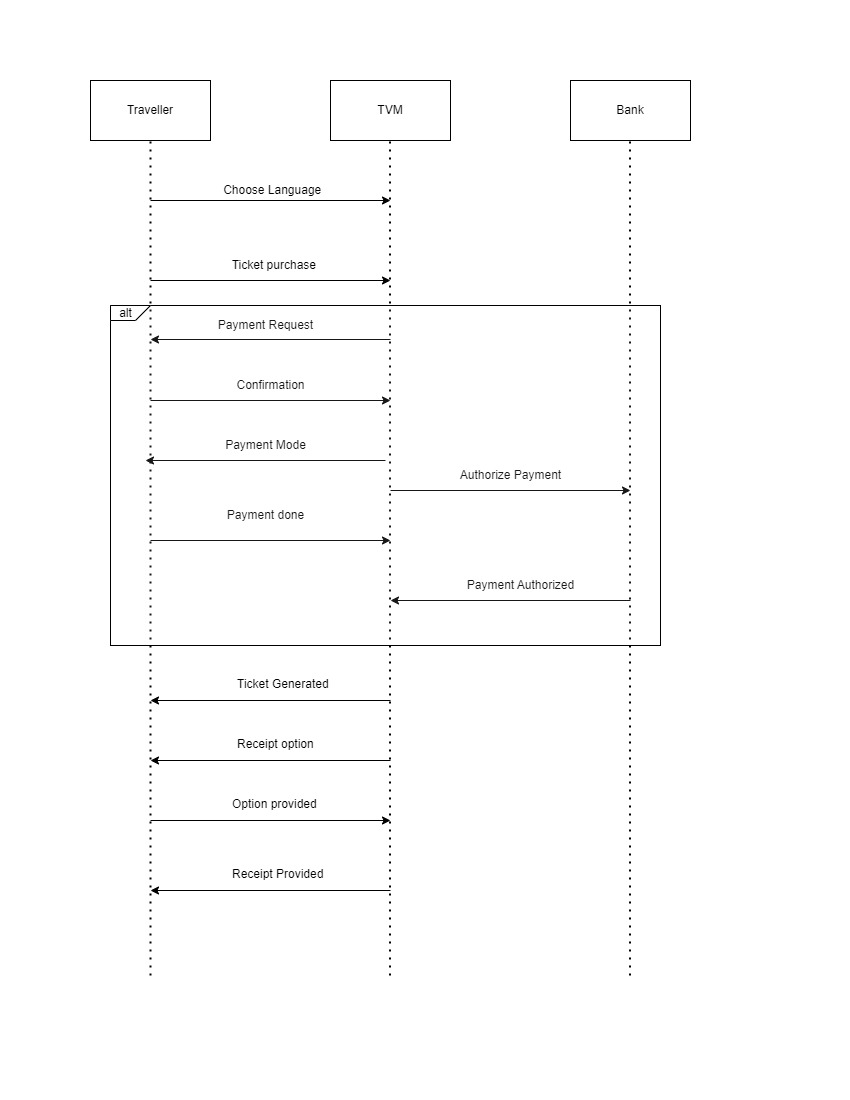 Traveller
TVM
Bank
Choose Language
Ticket purchase
alt
Payment Request
Confirmation
Payment Mode
Authorize Payment
Payment done
Payment Authorized
Ticket Generated
Receipt option
Option provided
Receipt Provided